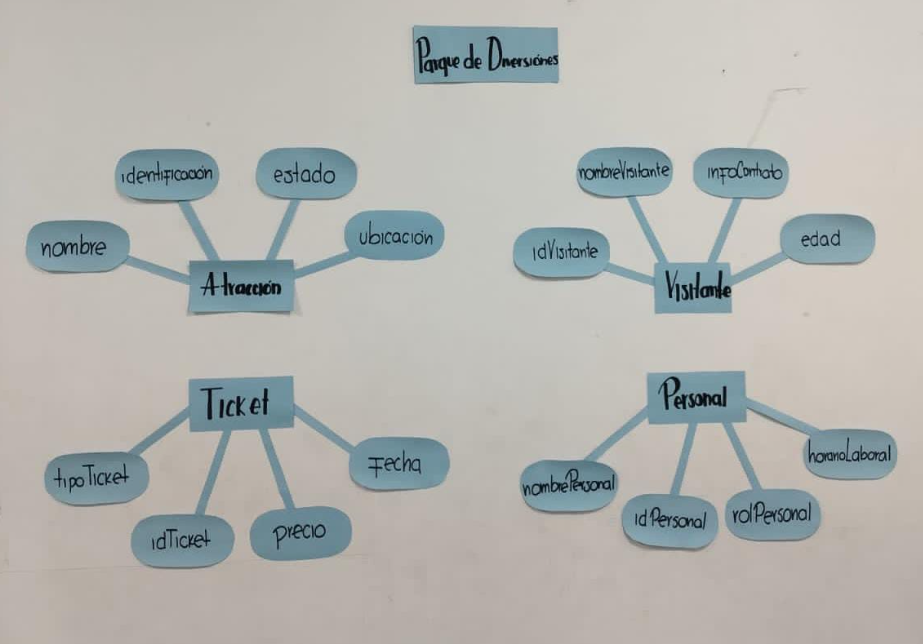 Parque de Diversiones
identificación
estado
nombre
ubicación
Atracción
nombreVisitante
infoContrato
idVisitante
edad
Visitante
Ticket
tipoTicket
Fecha
idTicket
precio
Personal
horarioLaboral
nombrePersonal
idPersonal
rolPersonal